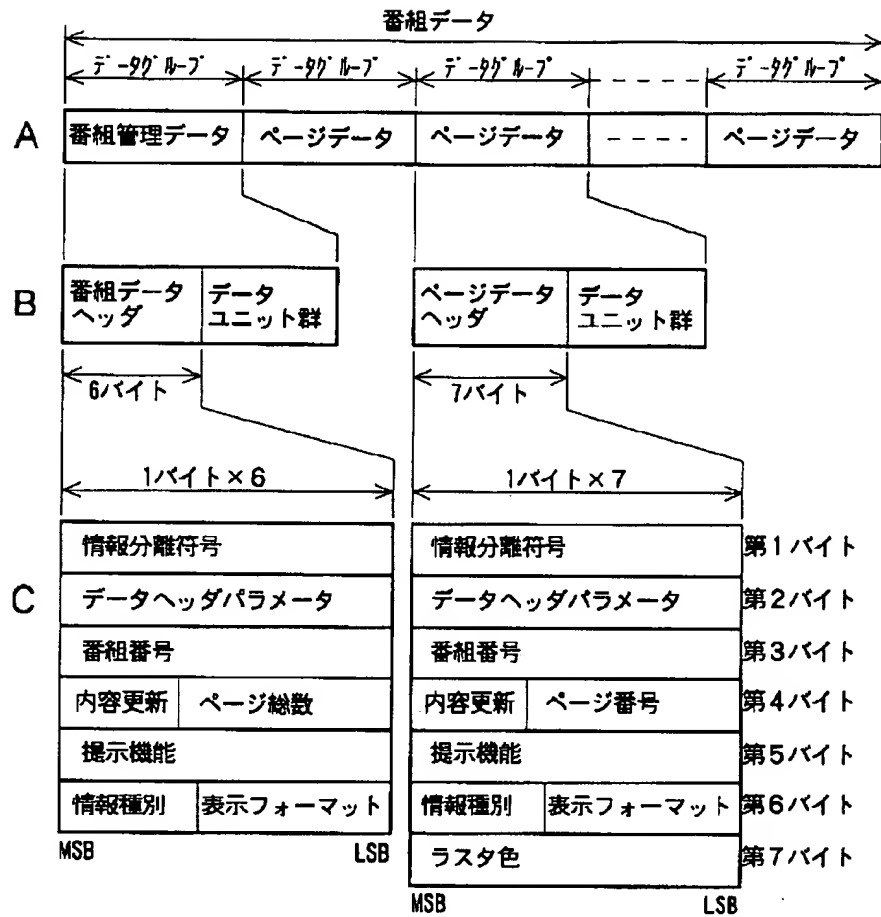 番組データ
データグループ データグループ データグループ データグループ
A 番組管理データ ページデータ ページデータ ページデータ
B 番組データ データ ページデータ データ
ヘッダ ユニット群 ヘッダ ユニット群
6バイト 7バイト
1バイト×6 1バイト×7
情報分離符号 情報分離符号 第1バイト
C データヘッダパラメータ データヘッダパラメータ 第2バイト
番組番号 番組番号 第3バイト
内容更新 ページ総数 内容更新 ページ番号 第4バイト
提示機能 提示機能 第5バイト
情報種別 表示フォーマット 情報種別 表示フォーマット 第6バイト
MSB LSB ラスタ色 第7バイト
MSB LSB